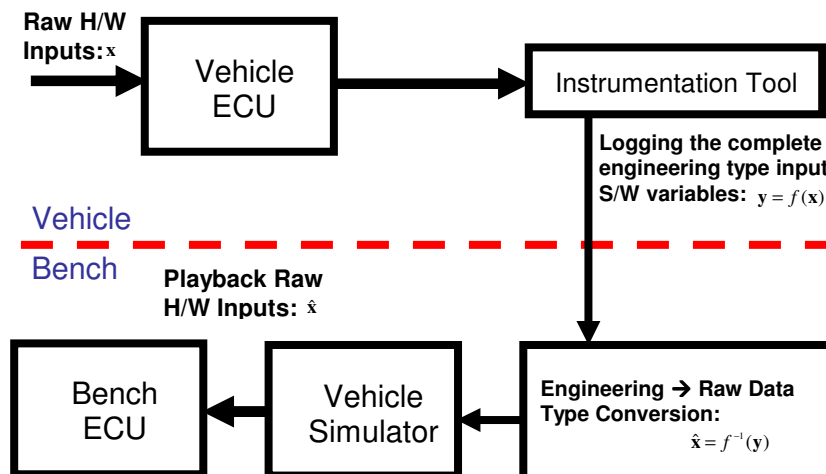 Raw H/W
Inputs: x
Vehicle
ECU
Instrumentation Tool
Logging the complete
engineering type input
S/W variables: y = f(x)
Vehicle
Bench
Playback Raw
H/W Inputs: x̂
Bench
ECU
Vehicle
Simulator
Engineering → Raw Data
Type Conversion:
x̂ = f⁻¹(y)